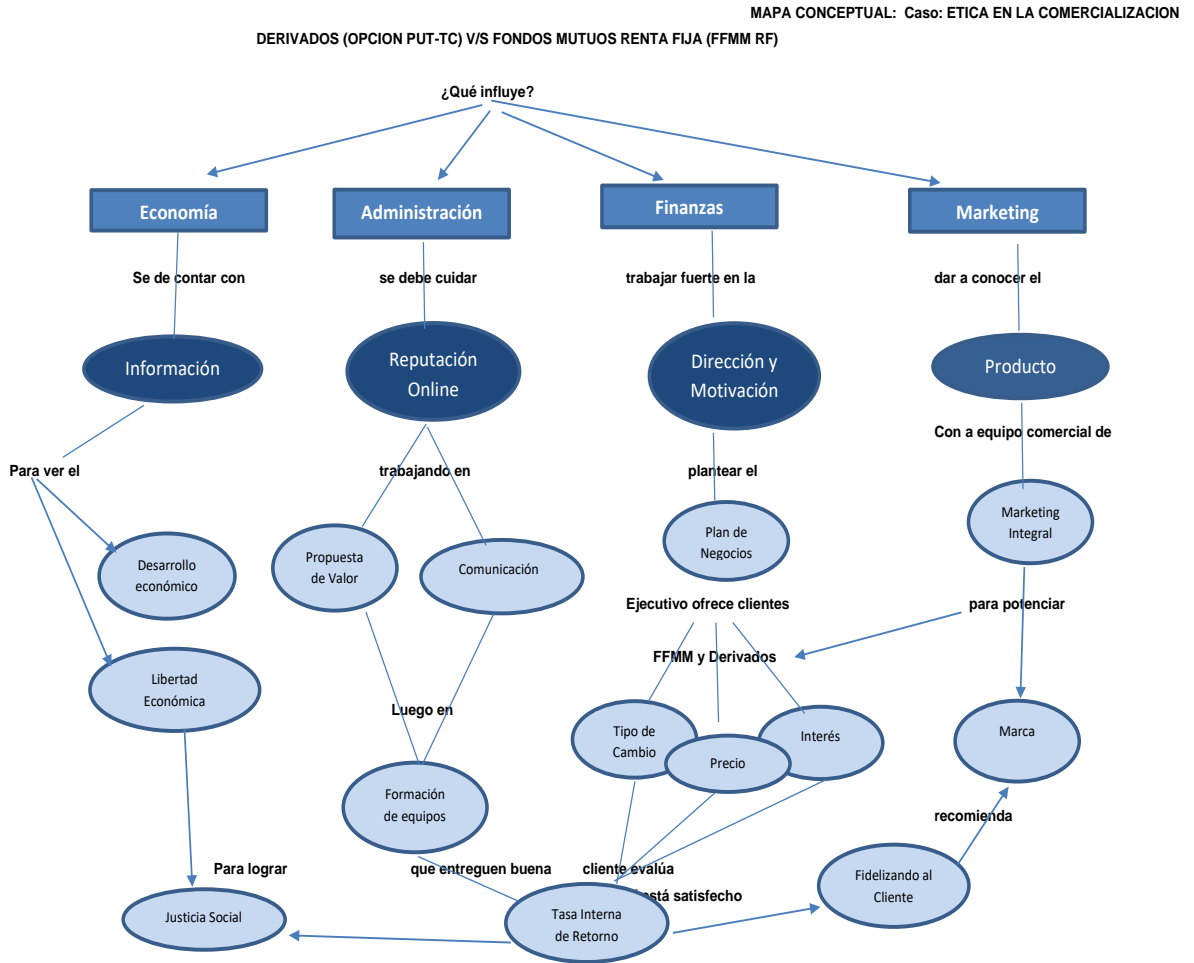 MAPA CONCEPTUAL: Caso: ETICA EN LA COMERCIALIZACION
DERIVADOS (OPCION PUT-TC) V/S FONDOS MUTUOS RENTA FIJA (FFMM RF)
¿Qué influye?
Economía
Administración
Finanzas
Marketing
Se de contar con
se debe cuidar
trabajar fuerte en la
dar a conocer el
Información
Reputación
Online
Dirección y
Motivación
Producto
Con a equipo comercial de
Para ver el
trabajando en
plantear el
Marketing
Integral
Plan de
Negocios
Propuesta
de Valor
Comunicación
Desarrollo
económico
Ejecutivo ofrece clientes
para potenciar
FFMM y Derivados
Libertad
Económica
Luego en
Tipo de
Cambio
Precio
Interés
Marca
Formación
de equipos
recomienda
Para lograr
que entreguen buena
cliente evalúa
está satisfecho
Fidelizando al
Cliente
Justicia Social
Tasa Interna
de Retorno